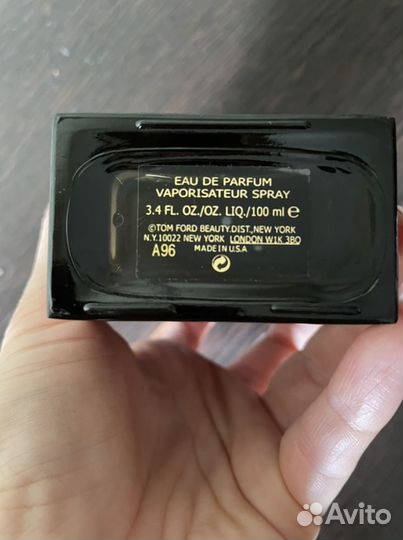 EAU DE PARFUM
VAPORISATEUR SPRAY
3.4 FL. OZ./OZ. LIQ./100 ml ℮
©TOM FORD BEAUTY.DIST,NEW YORK
N.Y.10022 NEW YORK LONDON W1K 3BQ
A96 MADE IN U.S.A
Avito